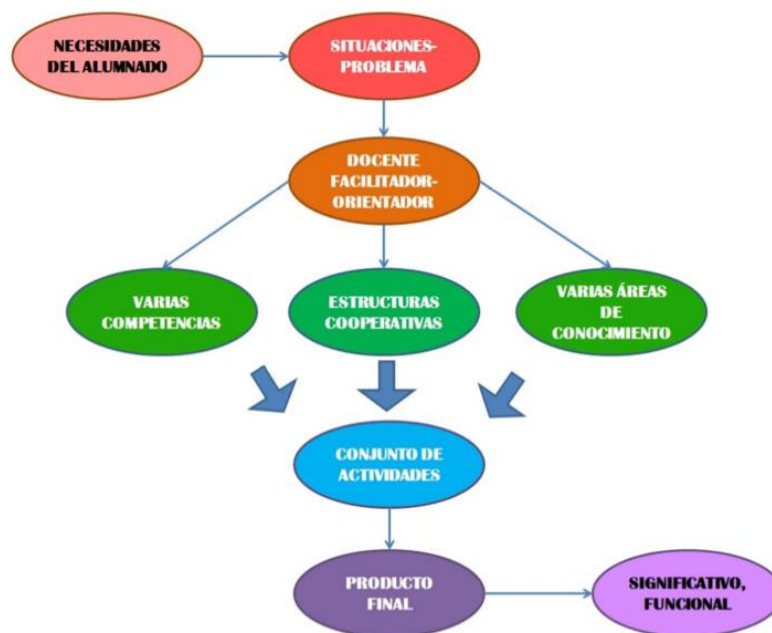 NECESIDADES
DEL ALUMNADO
SITUACIONES-
PROBLEMA
DOCENTE
FACILITADOR-
ORIENTADOR
VARIAS
COMPETENCIAS
ESTRUCTURAS
COOPERATIVAS
VARIAS ÁREAS
DE
CONOCIMIENTO
CONJUNTO DE
ACTIVIDADES
PRODUCTO
FINAL
SIGNIFICATIVO,
FUNCIONAL